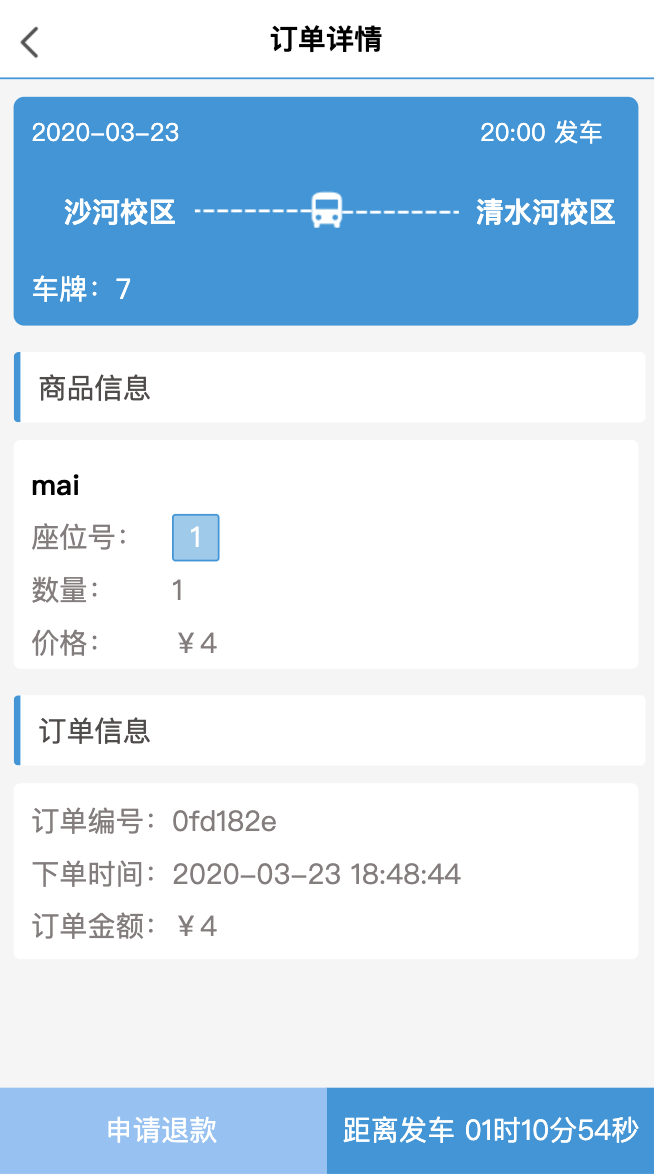 订单详情
2020-03-23 20:00 发车
沙河校区 清水河校区
车牌：7
商品信息
mai
座位号： 1
数量： 1
价格： ￥4
订单信息
订单编号：0fd182e
下单时间：2020-03-23 18:48:44
订单金额：￥4
申请退款 距离发车 01时10分54秒